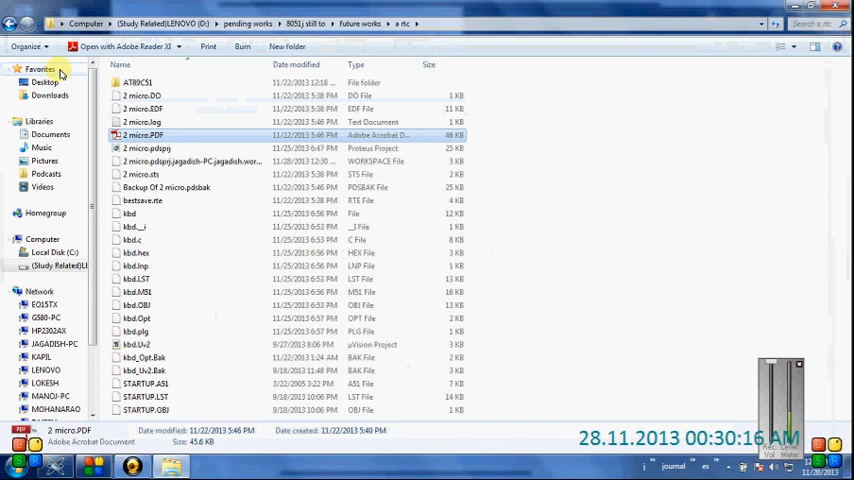 Computer ▸ (Study Related)LENOVO (D:) ▸ pending works ▸ 8051j still to ▸ future works ▸ a rtc ▸
Search a rtc
Organize Open with Adobe Reader XI Print Burn New folder
Name Date modified Type Size
Favorites
Desktop
Downloads
Libraries
Documents
Music
Pictures
Podcasts
Videos
Homegroup
Computer
Local Disk (C:)
(Study Related)LE
Network
EO15TX
G580-PC
HP2302AX
JAGADISH-PC
KAPIL
LENOVO
LOKESH
MANOJ-PC
MOHANARAO
AT89C51 11/22/2013 12:18 ... File folder
2 micro.DO 11/22/2013 5:38 PM DO File 1 KB
2 micro.EDF 11/22/2013 5:38 PM EDF File 2 KB
2 micro.log 11/22/2013 5:46 PM Text Document 1 KB
2 micro.PDF 11/22/2013 5:46 PM Adobe Acrobat D... 46 KB
2 micro.pdsprj 11/25/2013 6:47 PM Proteus Project 25 KB
2 micro.pdsprj.jagadish-PC.jagadish.wor... 11/28/2013 12:30 ... WORKSPACE File 3 KB
2 micro.sts 11/22/2013 5:38 PM STS File 2 KB
Backup Of 2 micro.pdsbak 11/22/2013 5:38 PM PDSBAK File 25 KB
bestsave.rte 11/22/2013 5:38 PM RTE File 4 KB
kbd 11/25/2013 6:56 PM File 12 KB
kbd.__i 11/25/2013 6:56 PM __I File 1 KB
kbd.c 11/25/2013 6:56 PM C File 8 KB
kbd.hex 11/25/2013 6:56 PM HEX File 7 KB
kbd.lnp 11/25/2013 6:56 PM LNP File 1 KB
kbd.LST 11/25/2013 6:53 PM LST File 13 KB
kbd.M51 11/25/2013 6:56 PM M51 File 16 KB
kbd.OBJ 11/25/2013 6:53 PM OBJ File 13 KB
kbd.Opt 11/25/2013 6:57 PM OPT File 2 KB
kbd.plg 11/25/2013 6:57 PM PLG File 1 KB
kbd.Uv2 9/27/2013 8:06 PM µVision Project 3 KB
kbd_Opt.Bak 11/22/2013 1:24 AM BAK File 2 KB
kbd_Uv2.Bak 9/18/2013 11:48 PM BAK File 3 KB
STARTUP.A51 3/22/2005 3:22 PM A51 File 7 KB
STARTUP.LST 9/18/2013 10:06 PM LST File 14 KB
STARTUP.OBJ 9/18/2013 10:06 PM OBJ File 1 KB
2 micro.PDF Date modified: 11/22/2013 5:46 PM Date created: 11/22/2013 5:40 PM
Adobe Acrobat Document Size: 45.6 KB
Rec. Level
Vol Meter
28.11.2013 00:30:16 AM
journal es
11/28/2013